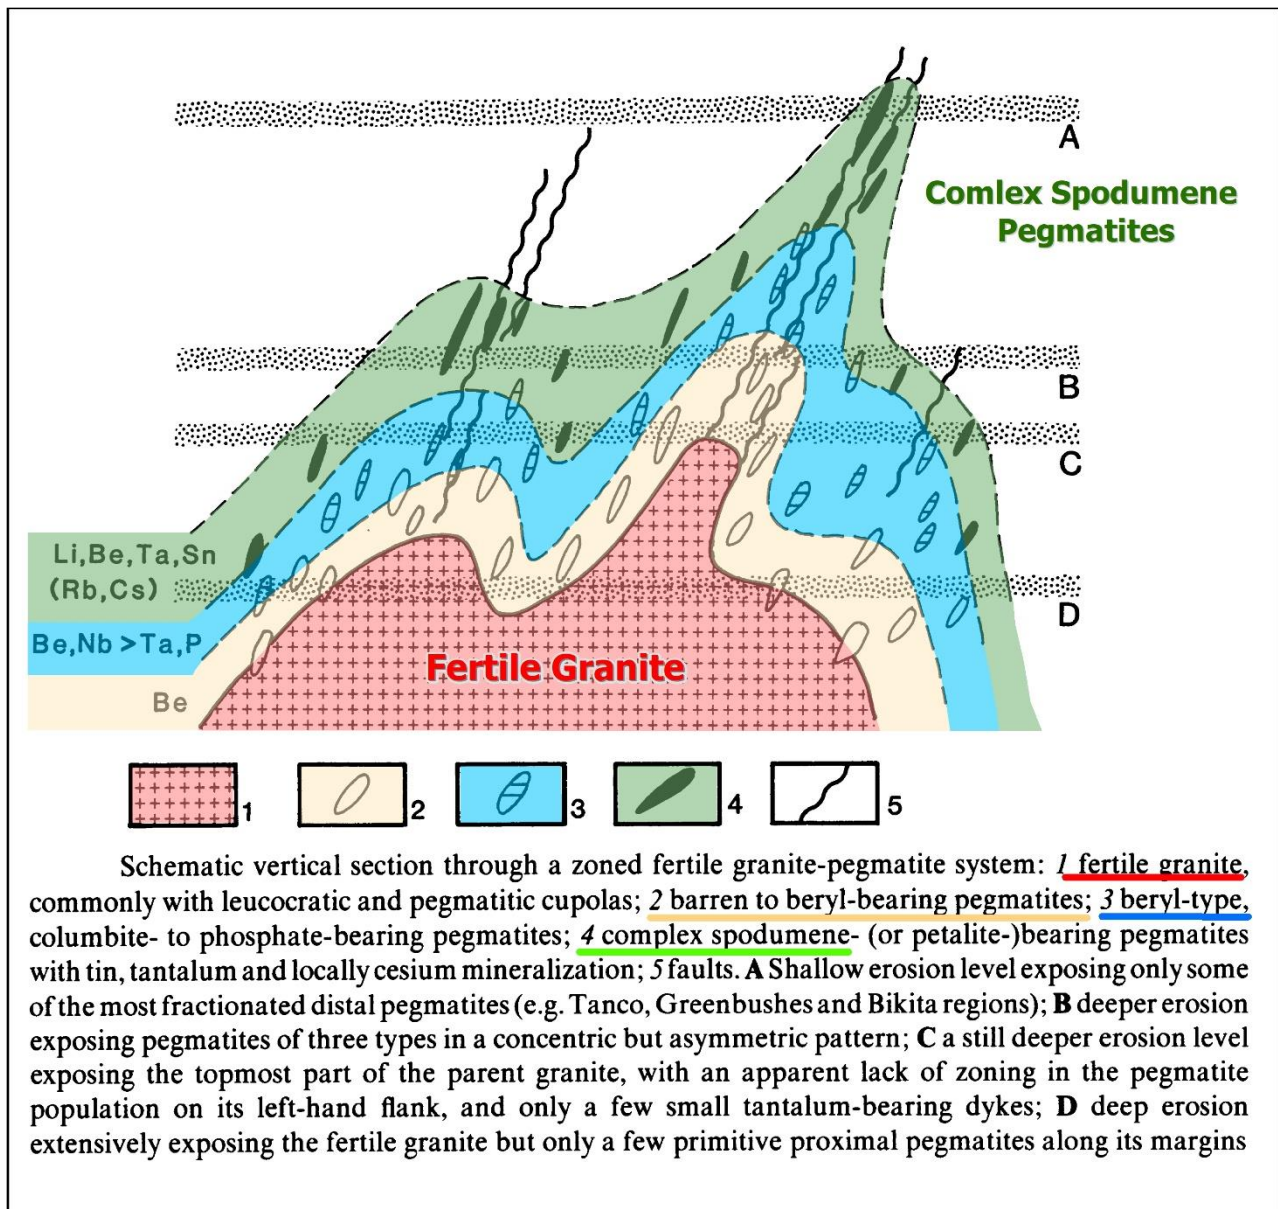 A
Comlex Spodumene
Pegmatites
B
C
Li,Be,Ta,Sn
(Rb,Cs)
D
Be,Nb >Ta,P
Fertile Granite
Be
1
2
3
4
5
Schematic vertical section through a zoned fertile granite-pegmatite system: 1 fertile granite,
commonly with leucocratic and pegmatitic cupolas; 2 barren to beryl-bearing pegmatites; 3 beryl-type,
columbite- to phosphate-bearing pegmatites; 4 complex spodumene- (or petalite-)bearing pegmatites
with tin, tantalum and locally cesium mineralization; 5 faults. A Shallow erosion level exposing only some
of the most fractionated distal pegmatites (e.g. Tanco, Greenbushes and Bikita regions); B deeper erosion
exposing pegmatites of three types in a concentric but asymmetric pattern; C a still deeper erosion level
exposing the topmost part of the parent granite, with an apparent lack of zoning in the pegmatite
population on its left-hand flank, and only a few small tantalum-bearing dykes; D deep erosion
extensively exposing the fertile granite but only a few primitive proximal pegmatites along its margins